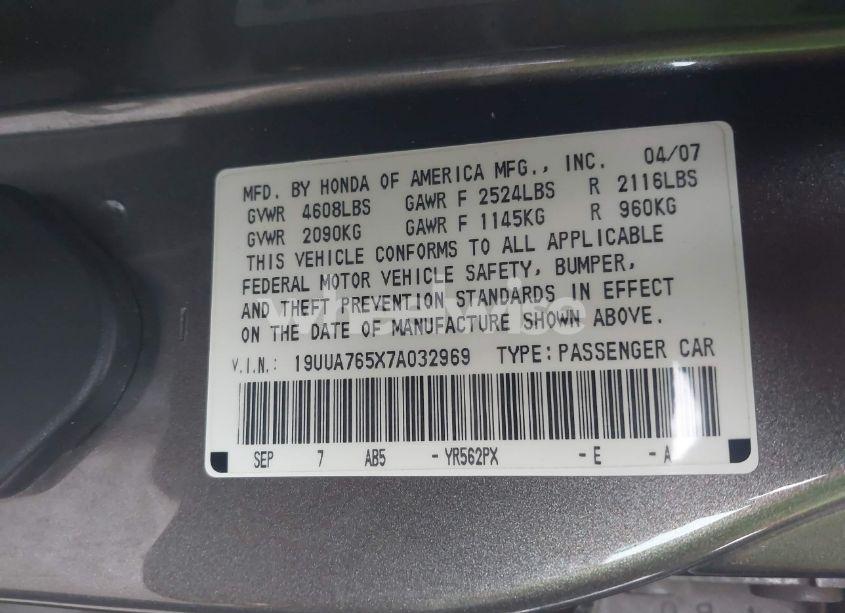 MFD. BY HONDA OF AMERICA MFG., INC. 04/07
GVWR 4608LBS GAWR F 2524LBS R 2116LBS
GVWR 2090KG GAWR F 1145KG R 960KG
THIS VEHICLE CONFORMS TO ALL APPLICABLE
FEDERAL MOTOR VEHICLE SAFETY, BUMPER,
AND THEFT PREVENTION STANDARDS IN EFFECT
ON THE DATE OF MANUFACTURE SHOWN ABOVE.
V.I.N.: 19UUA765X7A032969 TYPE: PASSENGER CAR
SEP 7 AB5 - YR562PX - E - A